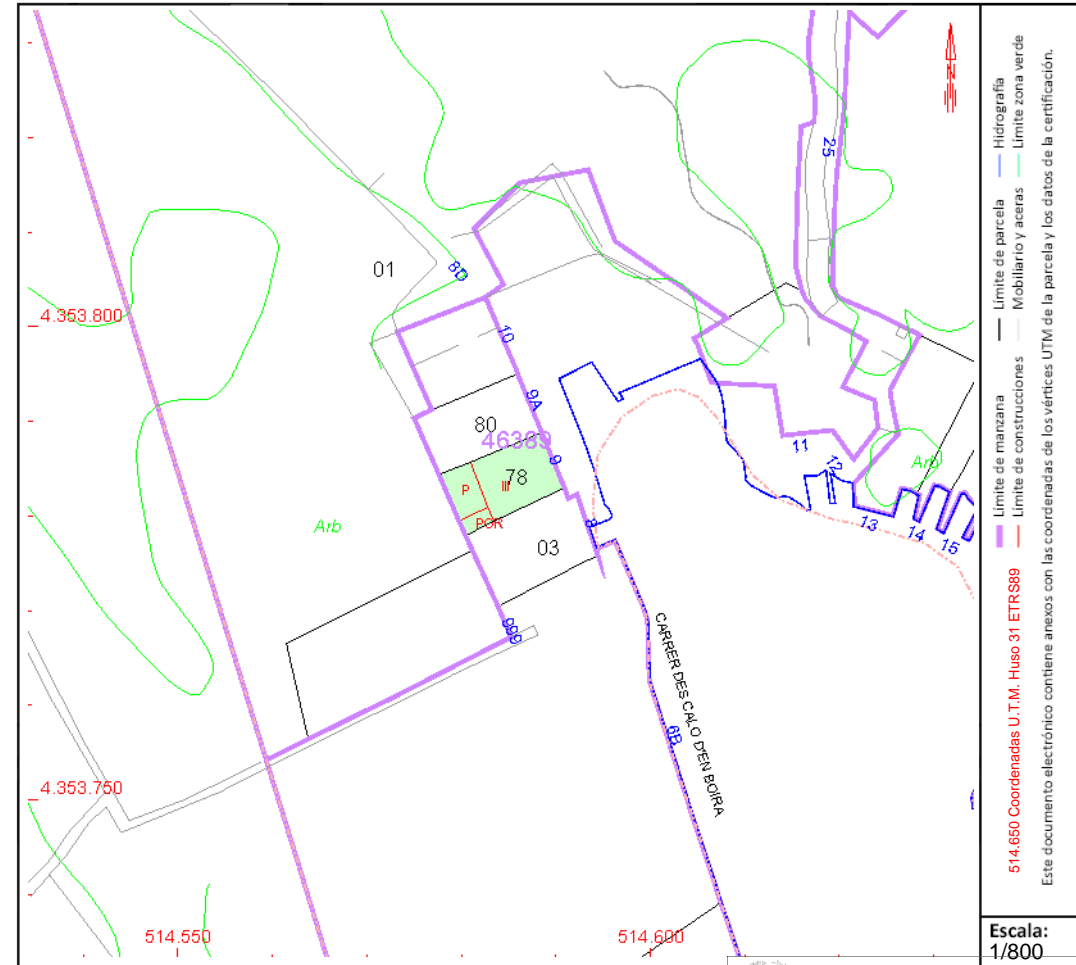 25
01
8D
4.353.800
10
9A
80
46389
9
78
P
III
POR
11
12
Arb
Arb
8
03
13
14
15
999
CARRER DES CALO D'EN BOIRA
6B
4.353.750
514.550
514.600
N
Límite de manzana
Límite de parcela
Hidrografía
514.650 Coordenadas U.T.M. Huso 31 ETRS89
Límite de construcciones
Mobiliario y aceras
Límite zona verde
Este documento electrónico contiene anexos con las coordenadas de los vértices UTM de la parcela y los datos de la certificación.
Escala:
1/800